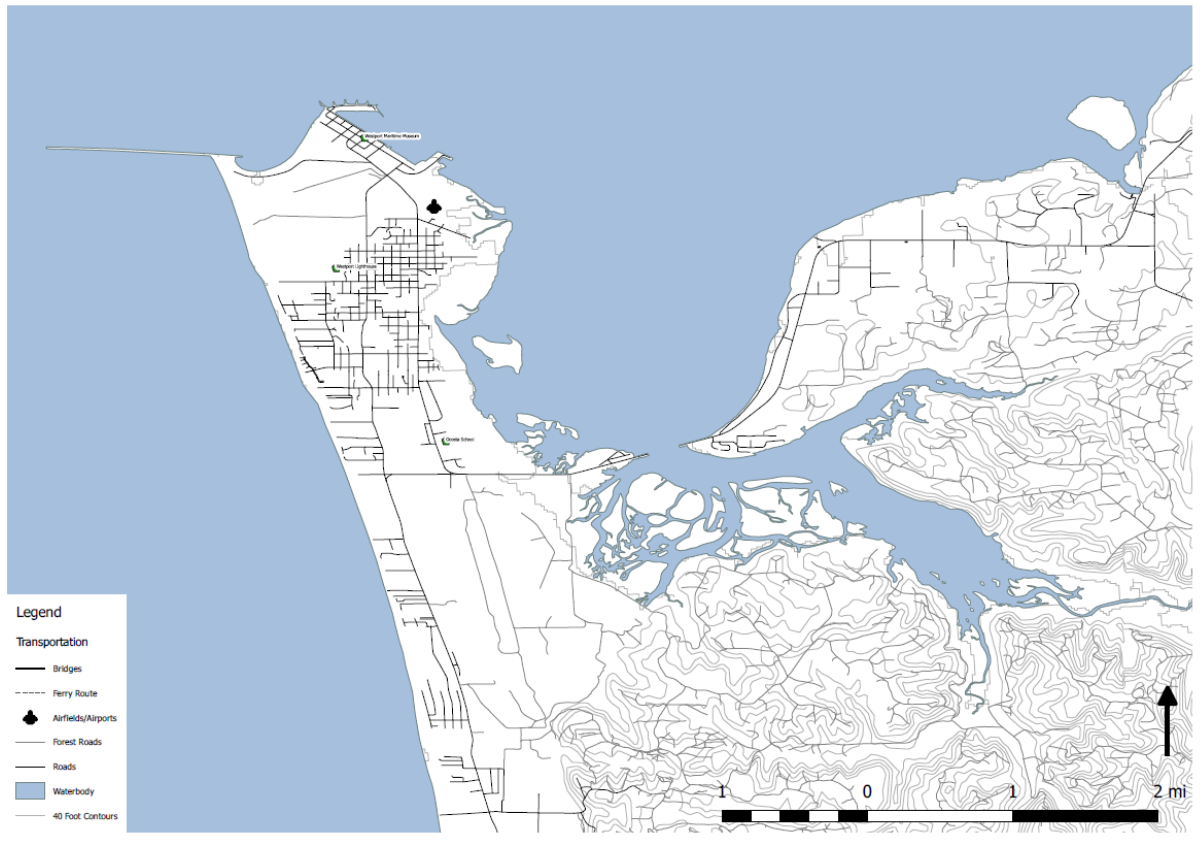 Westport Maritime Museum
Westport Lighthouse
Ocosta School
Legend
Transportation
Bridges
Ferry Route
Airfields/Airports
Forest Roads
Roads
Waterbody
40 Foot Contours
1 0 1 2 mi